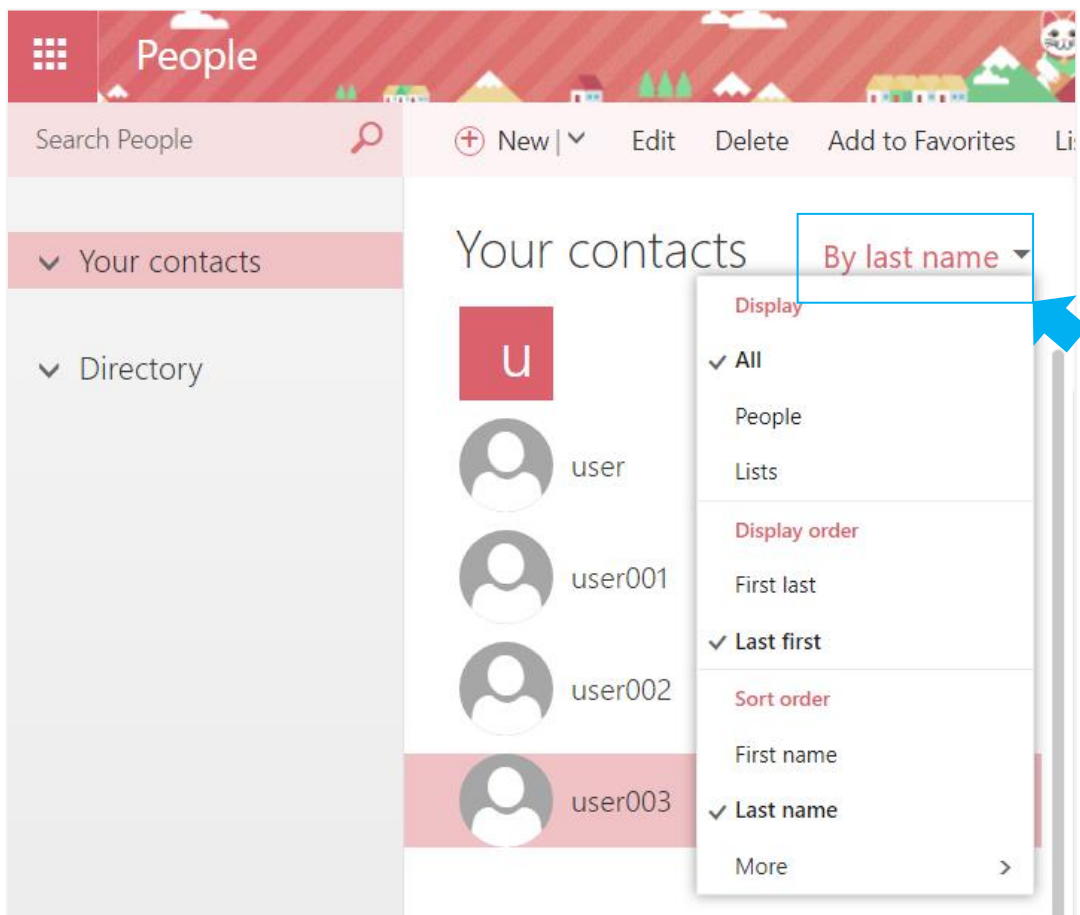 People
Search People
New | Edit Delete Add to Favorites
Your contacts
Directory
Your contacts By last name
u
user
user001
user002
user003
Display
All
People
Lists
Display order
First last
Last first
Sort order
First name
Last name
More